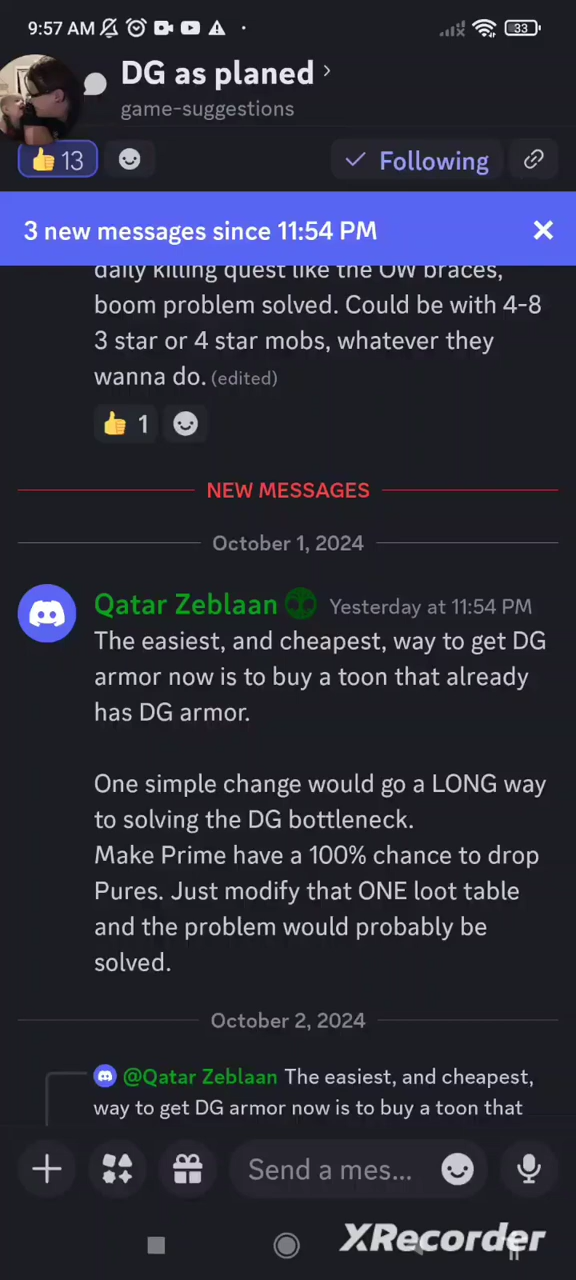 9:57 AM
33
DG as planed
game-suggestions
13
Following
3 new messages since 11:54 PM
daily killing quest like the OW braces,
boom problem solved. Could be with 4-8
3 star or 4 star mobs, whatever they
wanna do. (edited)
1
NEW MESSAGES
October 1, 2024
Qatar Zeblaan Yesterday at 11:54 PM
The easiest, and cheapest, way to get DG
armor now is to buy a toon that already
has DG armor.
One simple change would go a LONG way
to solving the DG bottleneck.
Make Prime have a 100% chance to drop
Pures. Just modify that ONE loot table
and the problem would probably be
solved.
October 2, 2024
@Qatar Zeblaan The easiest, and cheapest,
way to get DG armor now is to buy a toon that
Send a mes...
XRecorder